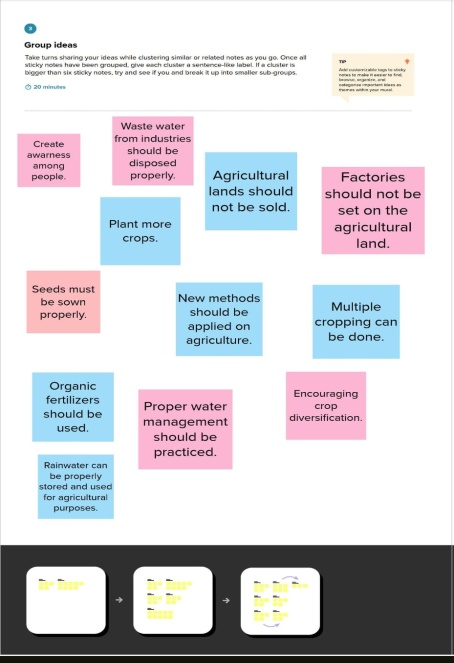 3
Group ideas
Take turns sharing your ideas while clustering similar or related notes as you go. Once all
sticky notes have been grouped, give each cluster a sentence-like label. If a cluster is
bigger than six sticky notes, try and see if you and break it up into smaller sub-groups.
20 minutes
TIP
Add customizable tags to sticky
notes to make it easier to find,
browse, organize, and
categorize important ideas as
themes within your mural.
Create
awarness
among
people.
Waste water
from industries
should be
disposed
properly.
Agricultural
lands should
not be sold.
Factories
should not be
set on the
agricultural
land.
Plant more
crops.
Seeds must
be sown
properly.
New methods
should be
applied on
agriculture.
Multiple
cropping can
be done.
Organic
fertilizers
should be
used.
Proper water
management
should be
practiced.
Encouraging
crop
diversification.
Rainwater can
be properly
stored and used
for agricultural
purposes.